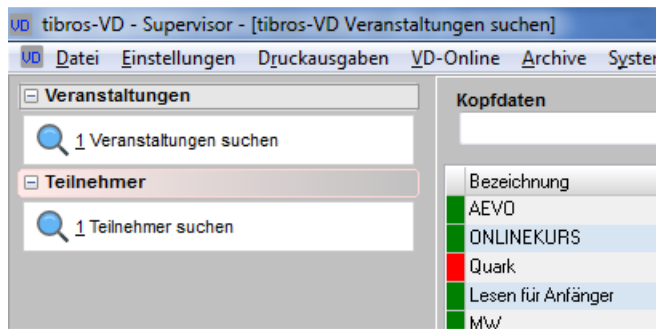 VD tibros-VD - Supervisor - [tibros-VD Veranstaltungen suchen]
VD Datei Einstellungen Druckausgaben VD-Online Archive System
Veranstaltungen
1 Veranstaltungen suchen
Teilnehmer
1 Teilnehmer suchen
Kopfdaten
Bezeichnung
AEVO
ONLINEKURS
Quark
Lesen für Anfänger
MW